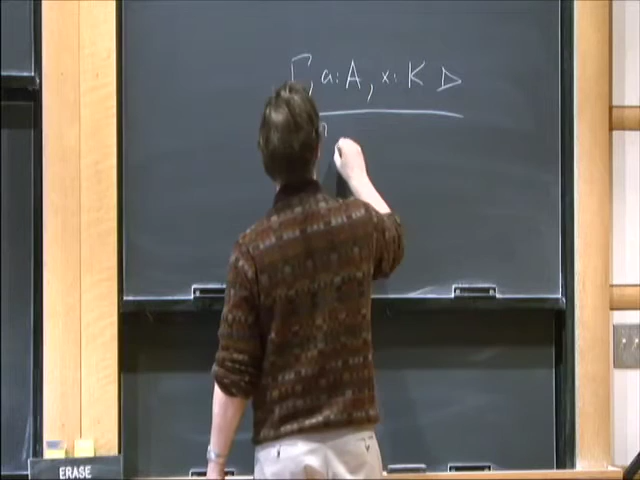 Γ, a:A, x:K ▷
ERASE